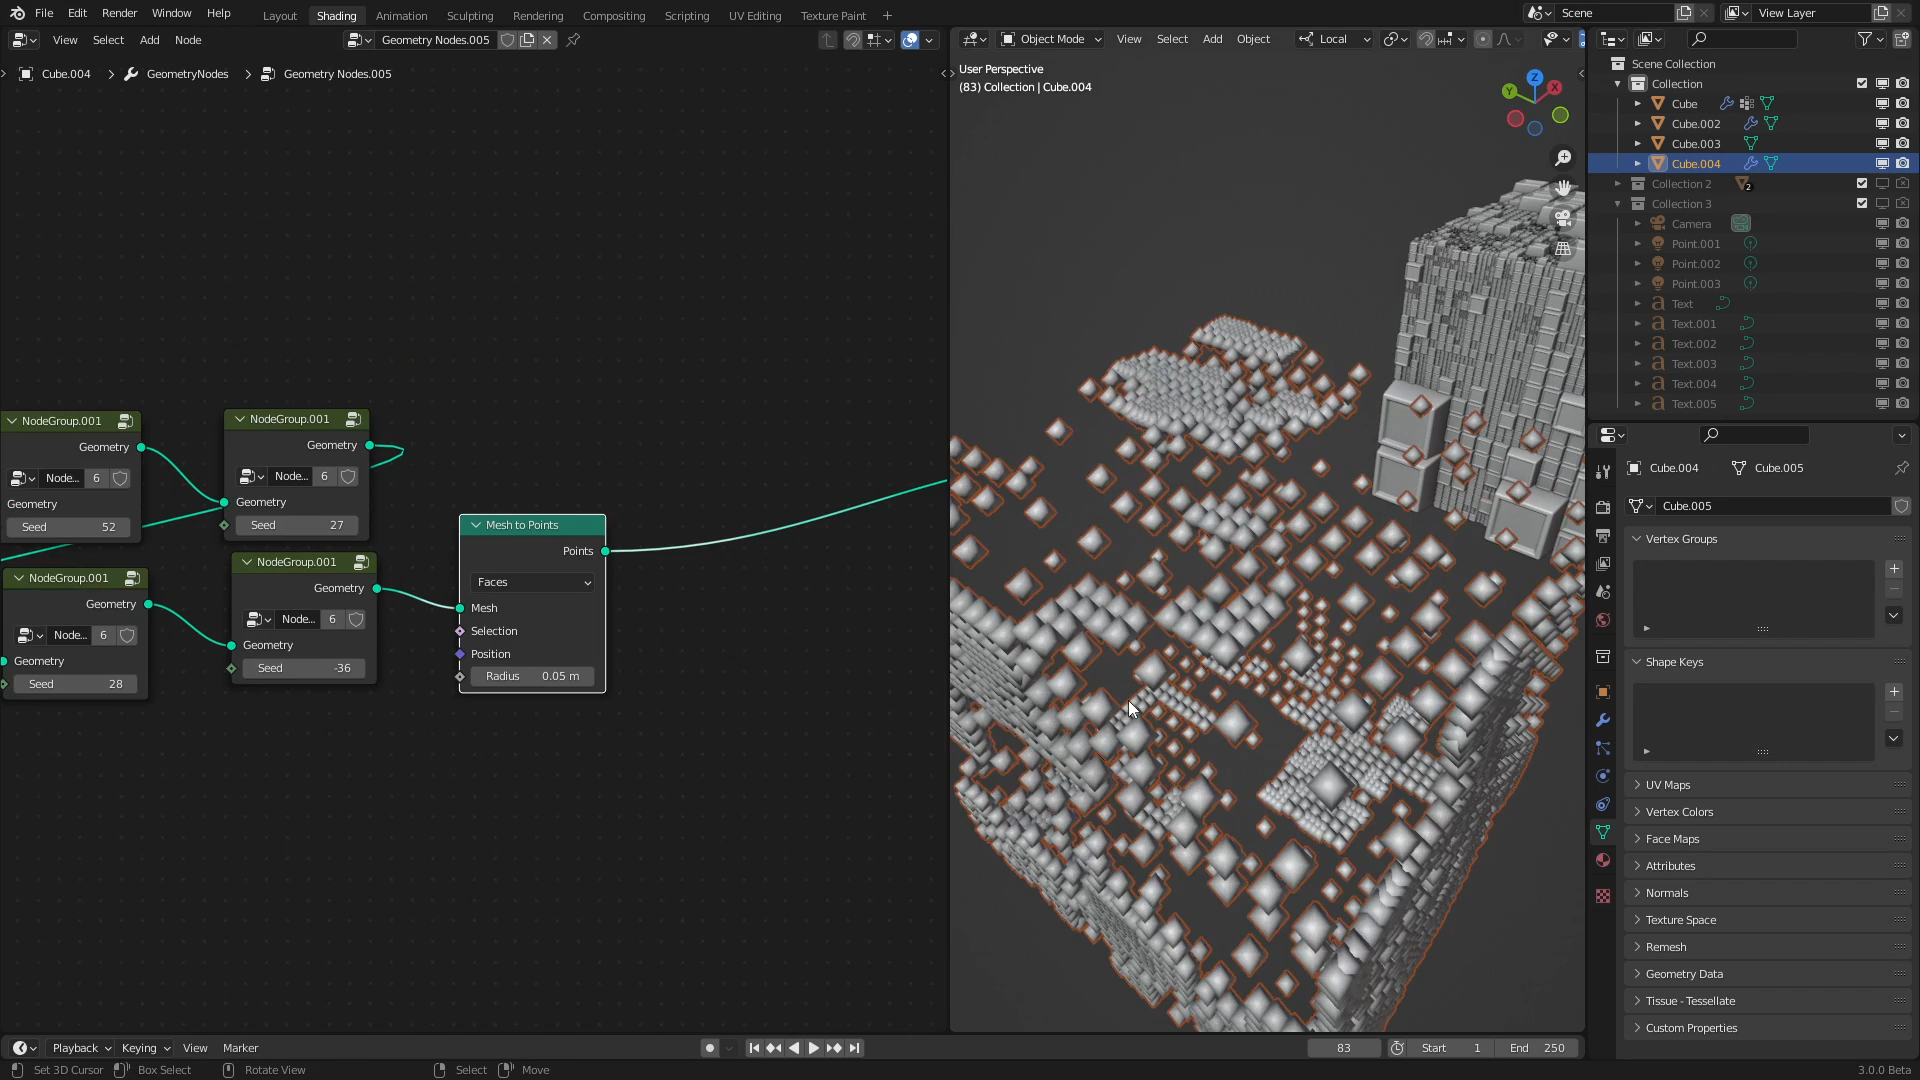 File Edit Render Window Help
Layout Shading Animation Sculpting Rendering Compositing Scripting UV Editing Texture Paint +
Scene
View Layer
View Select Add Node
Geometry Nodes.005
Object Mode
View Select Add Object
Local
Cube.004 > GeometryNodes > Geometry Nodes.005
User Perspective
(83) Collection | Cube.004
Z
Y
X
Scene Collection
Collection
Cube
Cube.002
Cube.003
Cube.004
Collection 2
2
Collection 3
Camera
Point.001
Point.002
Point.003
Text
Text.001
Text.002
Text.003
Text.004
Text.005
NodeGroup.001
Geometry
Node... 6
Geometry
Seed 52
NodeGroup.001
Geometry
Node... 6
Geometry
Seed 27
NodeGroup.001
Geometry
Node... 6
Geometry
Seed 28
NodeGroup.001
Geometry
Node... 6
Geometry
Seed -36
Mesh to Points
Points
Faces
Mesh
Selection
Position
Radius 0.05 m
Cube.004
Cube.005
Cube.005
Vertex Groups
Shape Keys
UV Maps
Vertex Colors
Face Maps
Attributes
Normals
Texture Space
Remesh
Geometry Data
Tissue - Tessellate
Custom Properties
Playback Keying View Marker
83
Start 1
End 250
Set 3D Cursor
Box Select
Rotate View
Select
Move
3.0.0 Beta